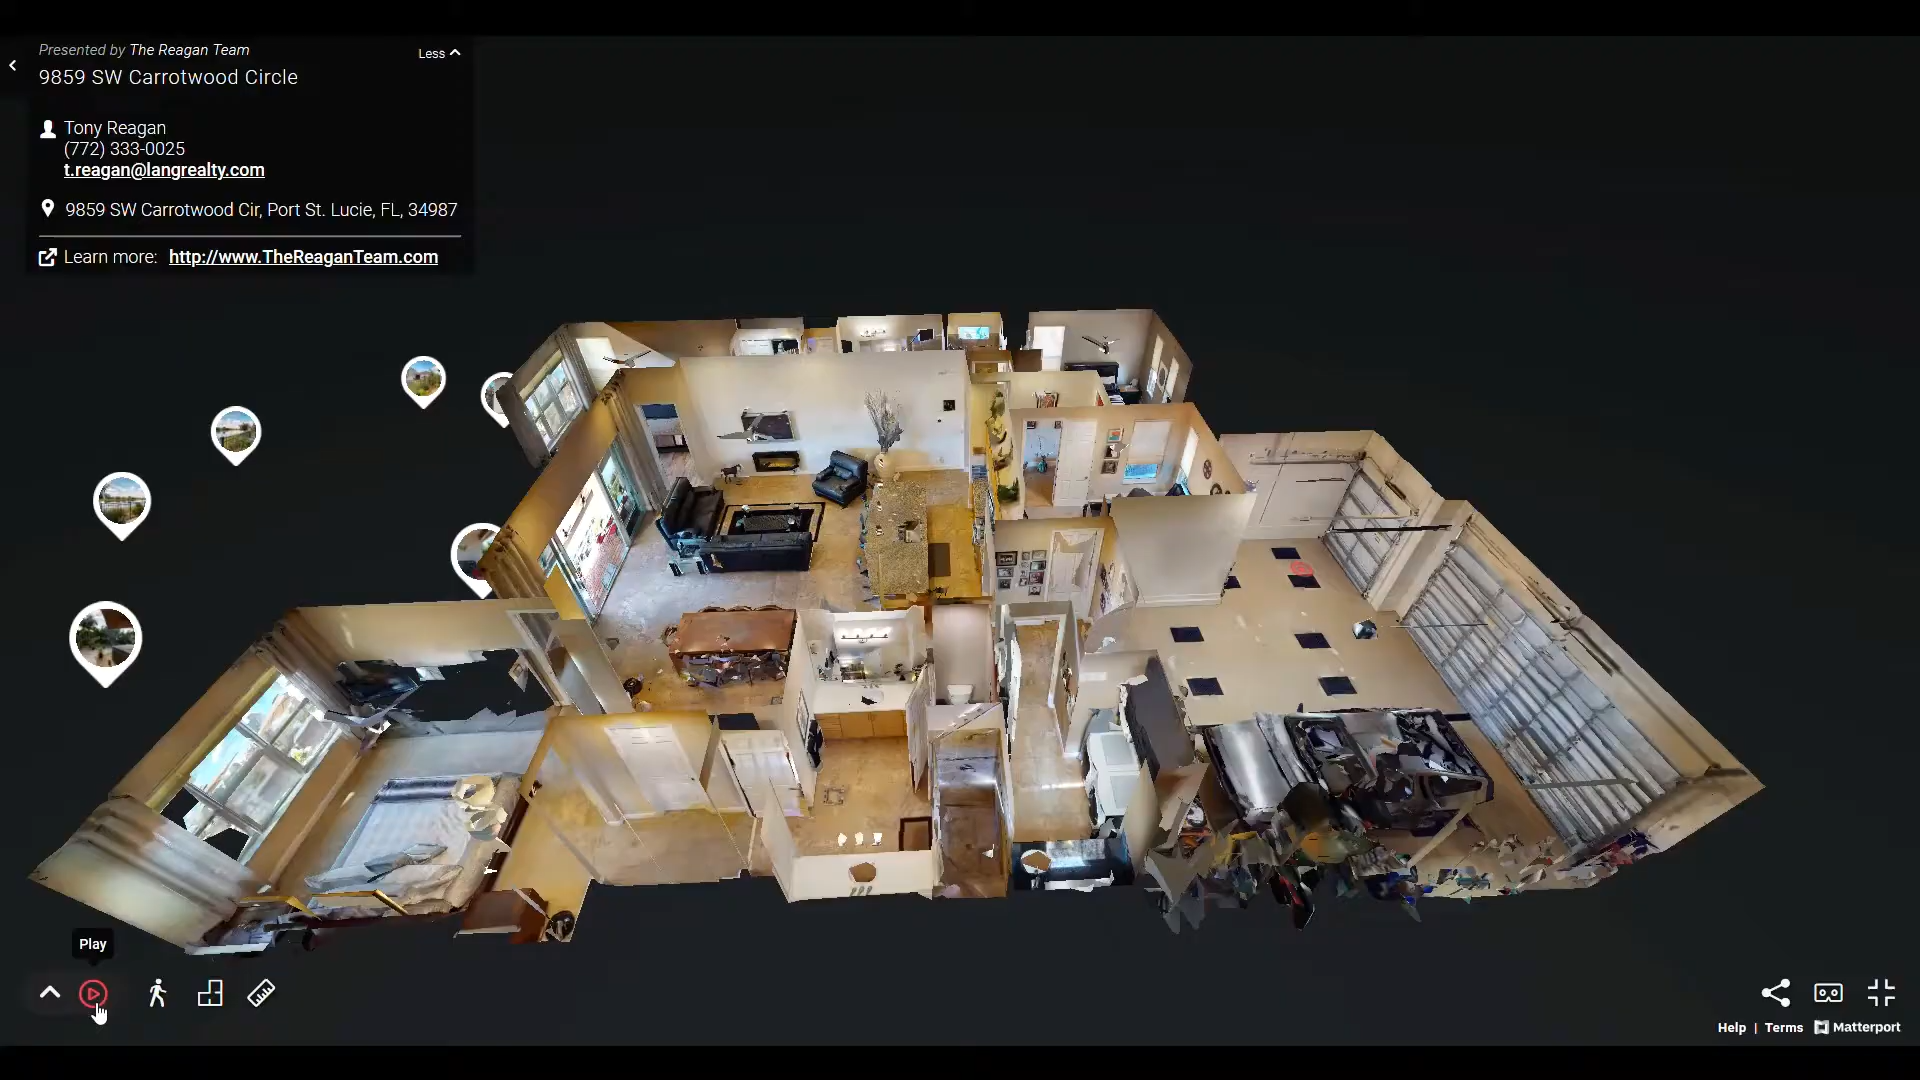 Presented by The Reagan Team
Less
9859 SW Carrotwood Circle
Tony Reagan
(772) 333-0025
t.reagan@langrealty.com
9859 SW Carrotwood Cir, Port St. Lucie, FL, 34987
Learn more: http://www.TheReaganTeam.com
Play
Help | Terms Matterport